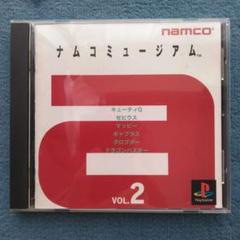 namco
ナムコミュージアム™
キューティQ
ゼビウス
マッピー
ギャプラス
グロブダー
ドラゴンバスター
VOL.2
PlayStation